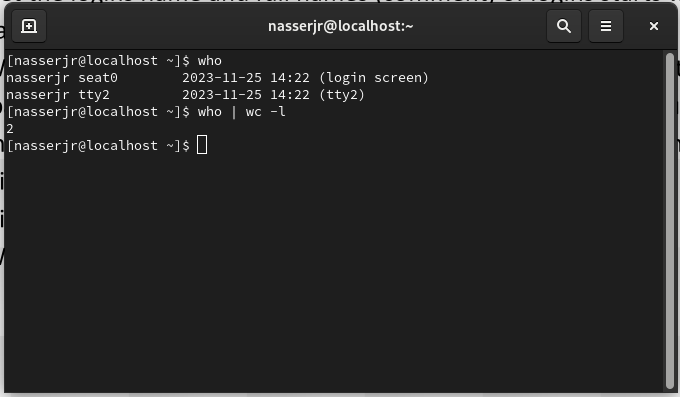 nasserjr@localhost:~
[nasserjr@localhost ~]$ who
nasserjr seat0        2023-11-25 14:22 (login screen)
nasserjr tty2         2023-11-25 14:22 (tty2)
[nasserjr@localhost ~]$ who | wc -l
2
[nasserjr@localhost ~]$